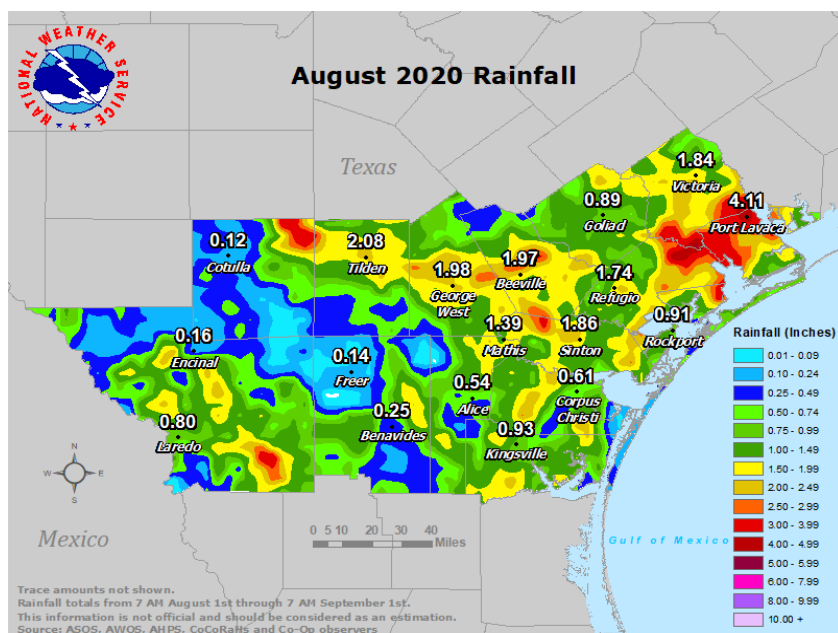 NATIONAL WEATHER SERVICE
August 2020 Rainfall
Texas
1.84
Victoria
4.11
Port Lavaca
0.89
Goliad
0.12
Cotulla
2.08
Tilden
1.98
George
West
1.97
Beeville
1.74
Refugio
0.91
Rockport
0.16
Encinal
0.14
Freer
1.39
Mathis
1.86
Sinton
0.54
Alice
0.61
Corpus
Christi
0.80
Laredo
0.25
Benavides
0.93
Kingsville
Rainfall (Inches)
0.01 - 0.09
0.10 - 0.24
0.25 - 0.49
0.50 - 0.74
0.75 - 0.99
1.00 - 1.49
1.50 - 1.99
2.00 - 2.49
2.50 - 2.99
3.00 - 3.99
4.00 - 4.99
5.00 - 5.99
6.00 - 7.99
8.00 - 9.99
10.00 +
N
W E
S
Mexico
0 5 10 20 30 40
Miles
Gulf of Mexico
Trace amounts not shown.
Rainfall totals from 7 AM August 1st through 7 AM September 1st.
This information is not official and should be considered as an estimation.
Source: ASOS, AWOS, AHPS, CoCoRaHs and Co-Op observers